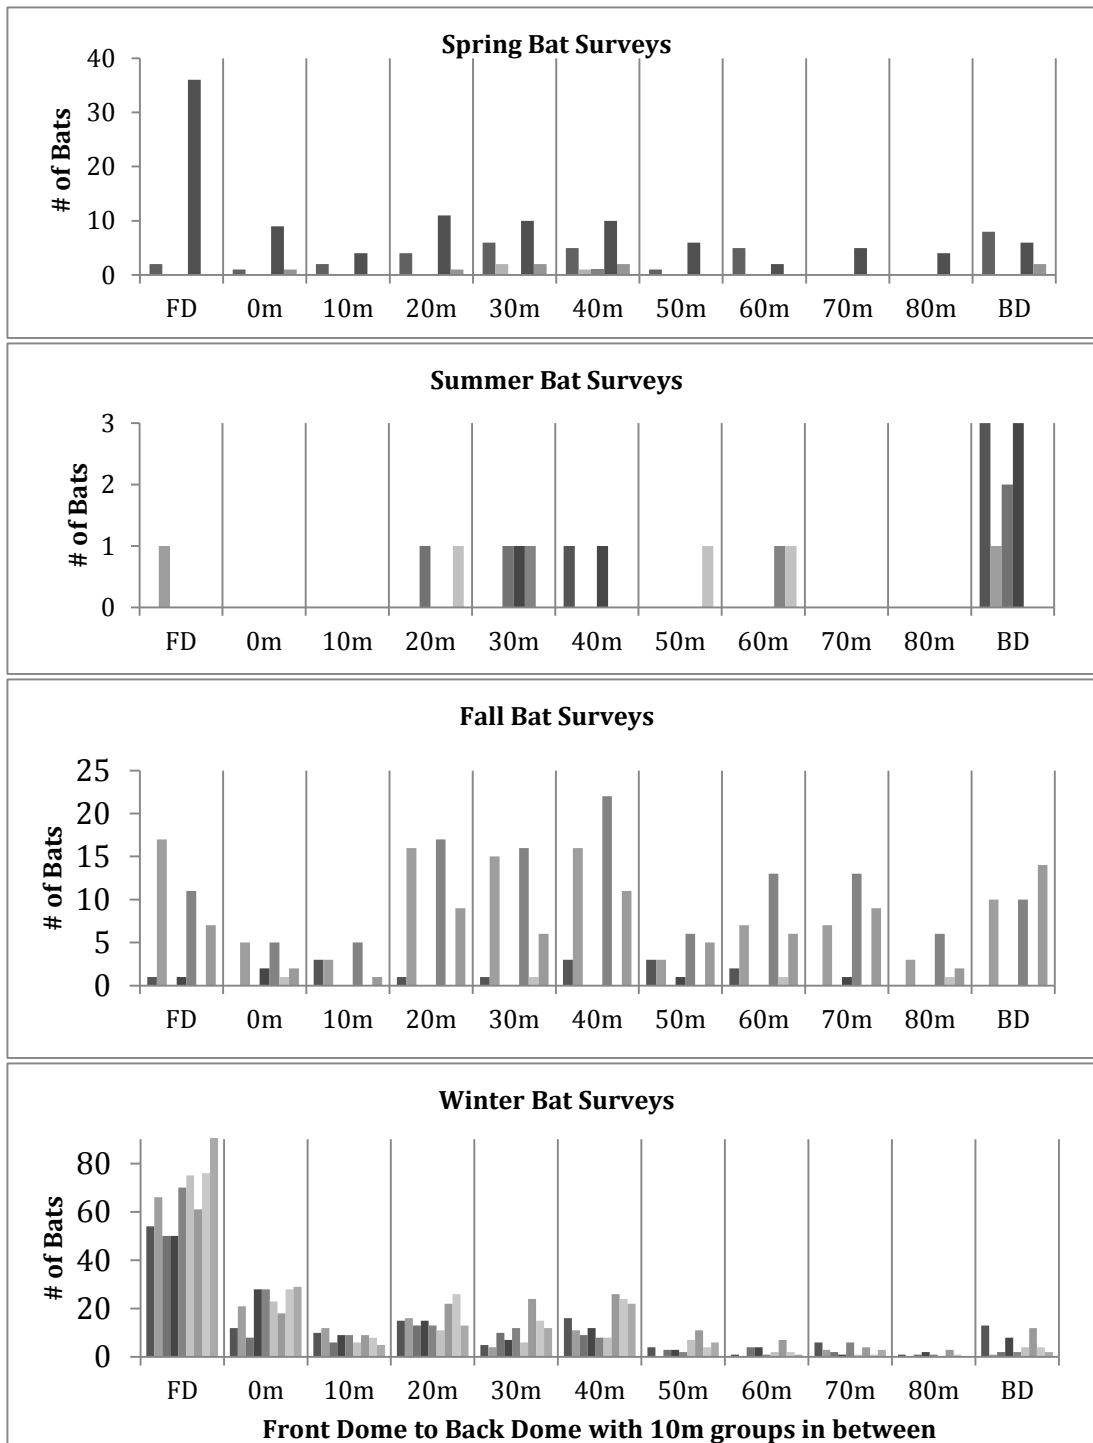 Spring Bat Surveys
# of Bats
40
30
20
10
0
FD 0m 10m 20m 30m 40m 50m 60m 70m 80m BD
Summer Bat Surveys
# of Bats
3
2
1
0
FD 0m 10m 20m 30m 40m 50m 60m 70m 80m BD
Fall Bat Surveys
# of Bats
25
20
15
10
5
0
FD 0m 10m 20m 30m 40m 50m 60m 70m 80m BD
Winter Bat Surveys
# of Bats
80
60
40
20
0
FD 0m 10m 20m 30m 40m 50m 60m 70m 80m BD
Front Dome to Back Dome with 10m groups in between